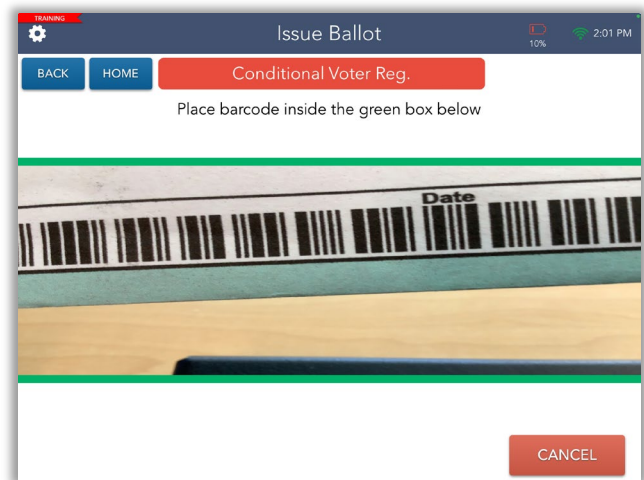 TRAINING
Issue Ballot
10%
2:01 PM
BACK
HOME
Conditional Voter Reg.
Place barcode inside the green box below
Date
CANCEL